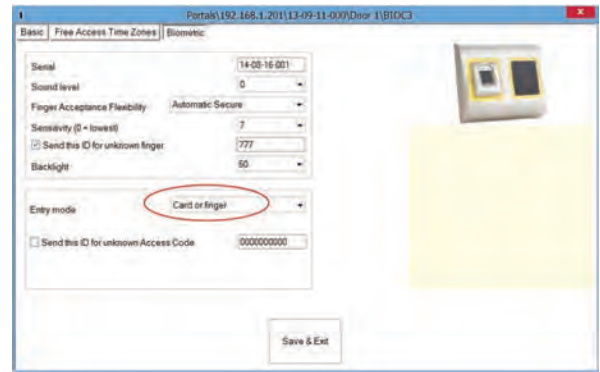 Portals\192.168.1.201\13-09-11-000\Door 1\BIOC3
Basic Free Access Time Zones Biometric
Serial 14-03-16-001
Sound level 0
Finger Acceptance Flexibility Automatic Secure
Sensivity (0 = lowest) 7
Send this ID for unknown finger 777
Backlight 60
Entry mode Card or finger
Send this ID for unknown Access Code 0000000000
Save & Exit